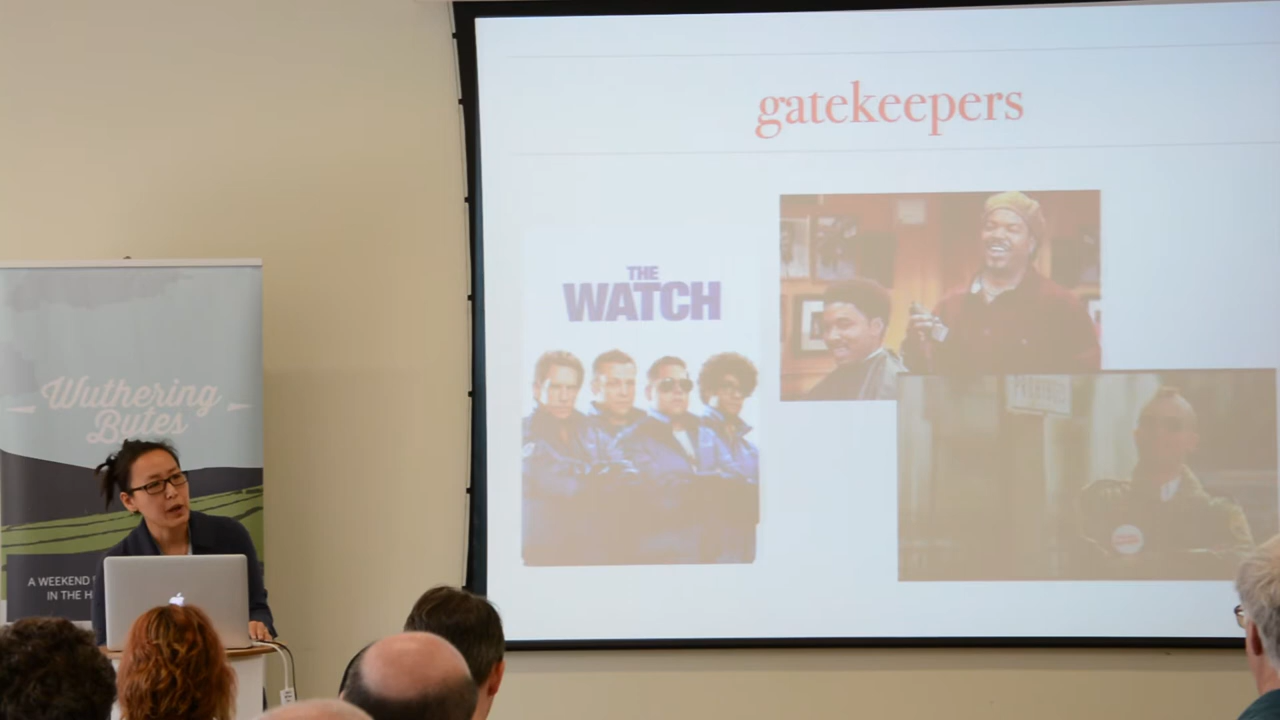 gatekeepers
THE
WATCH
Wuthering
Bytes
A WEEKEND
IN THE H